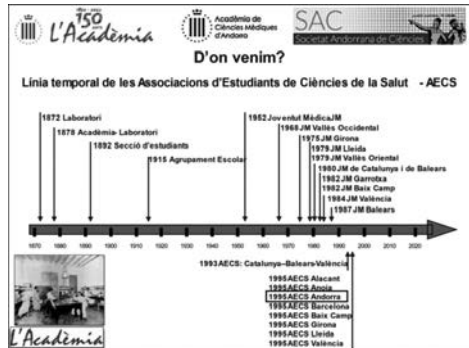 1872 - 2022
150
L'Acadèmia
Acadèmia de
Ciències Mèdiques
d'Andorra
SAC
Societat Andorrana de Ciències
D'on venim?
Línia temporal de les Associacions d'Estudiants de Ciències de la Salut - AECS
1872 Laboratori
1878 Acadèmia- Laboratori
1892 Secció d'estudiants
1915 Agrupament Escolar
1952 Joventut MèdicaJM
1968 JM Vallès Occidental
1975 JM Girona
1979 JM Lleida
1979 JM Vallès Oriental
1980 JM de Catalunya i de Balears
1982 JM Garrotxa
1982 JM Baix Camp
1984 JM València
1987 JM Balears
1870 1880 1890 1900 1910 1920 1930 1940 1950 1960 1970 1980 1990 2000 2010 2020
1993 AECS: Catalunya–Balears-València
1995 AECS Alacant
1995 AECS Anoia
1995 AECS Andorra
1995 AECS Barcelona
1995 AECS Baix Camp
1995 AECS Girona
1995 AECS Lleida
1995 AECS València
L'Acadèmia